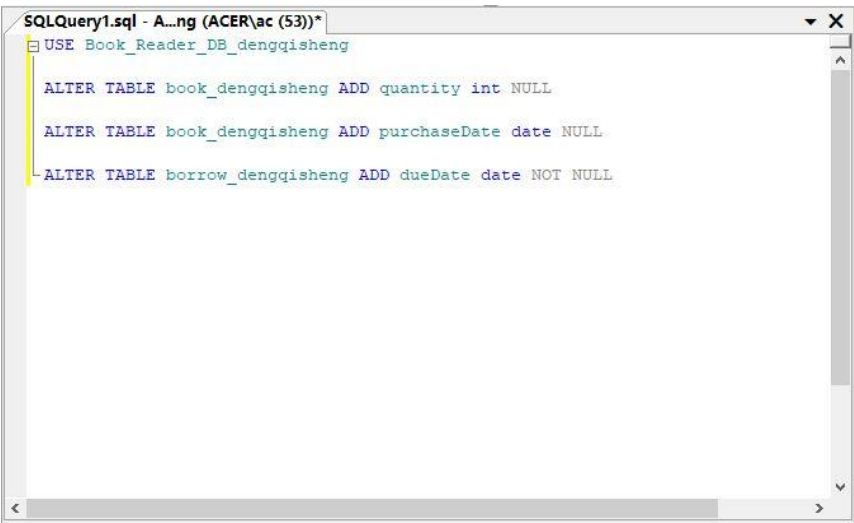 SQLQuery1.sql - A...ng (ACER\ac (53))*
USE Book_Reader_DB_dengqisheng
ALTER TABLE book_dengqisheng ADD quantity int NULL
ALTER TABLE book_dengqisheng ADD purchaseDate date NULL
ALTER TABLE borrow_dengqisheng ADD dueDate date NOT NULL